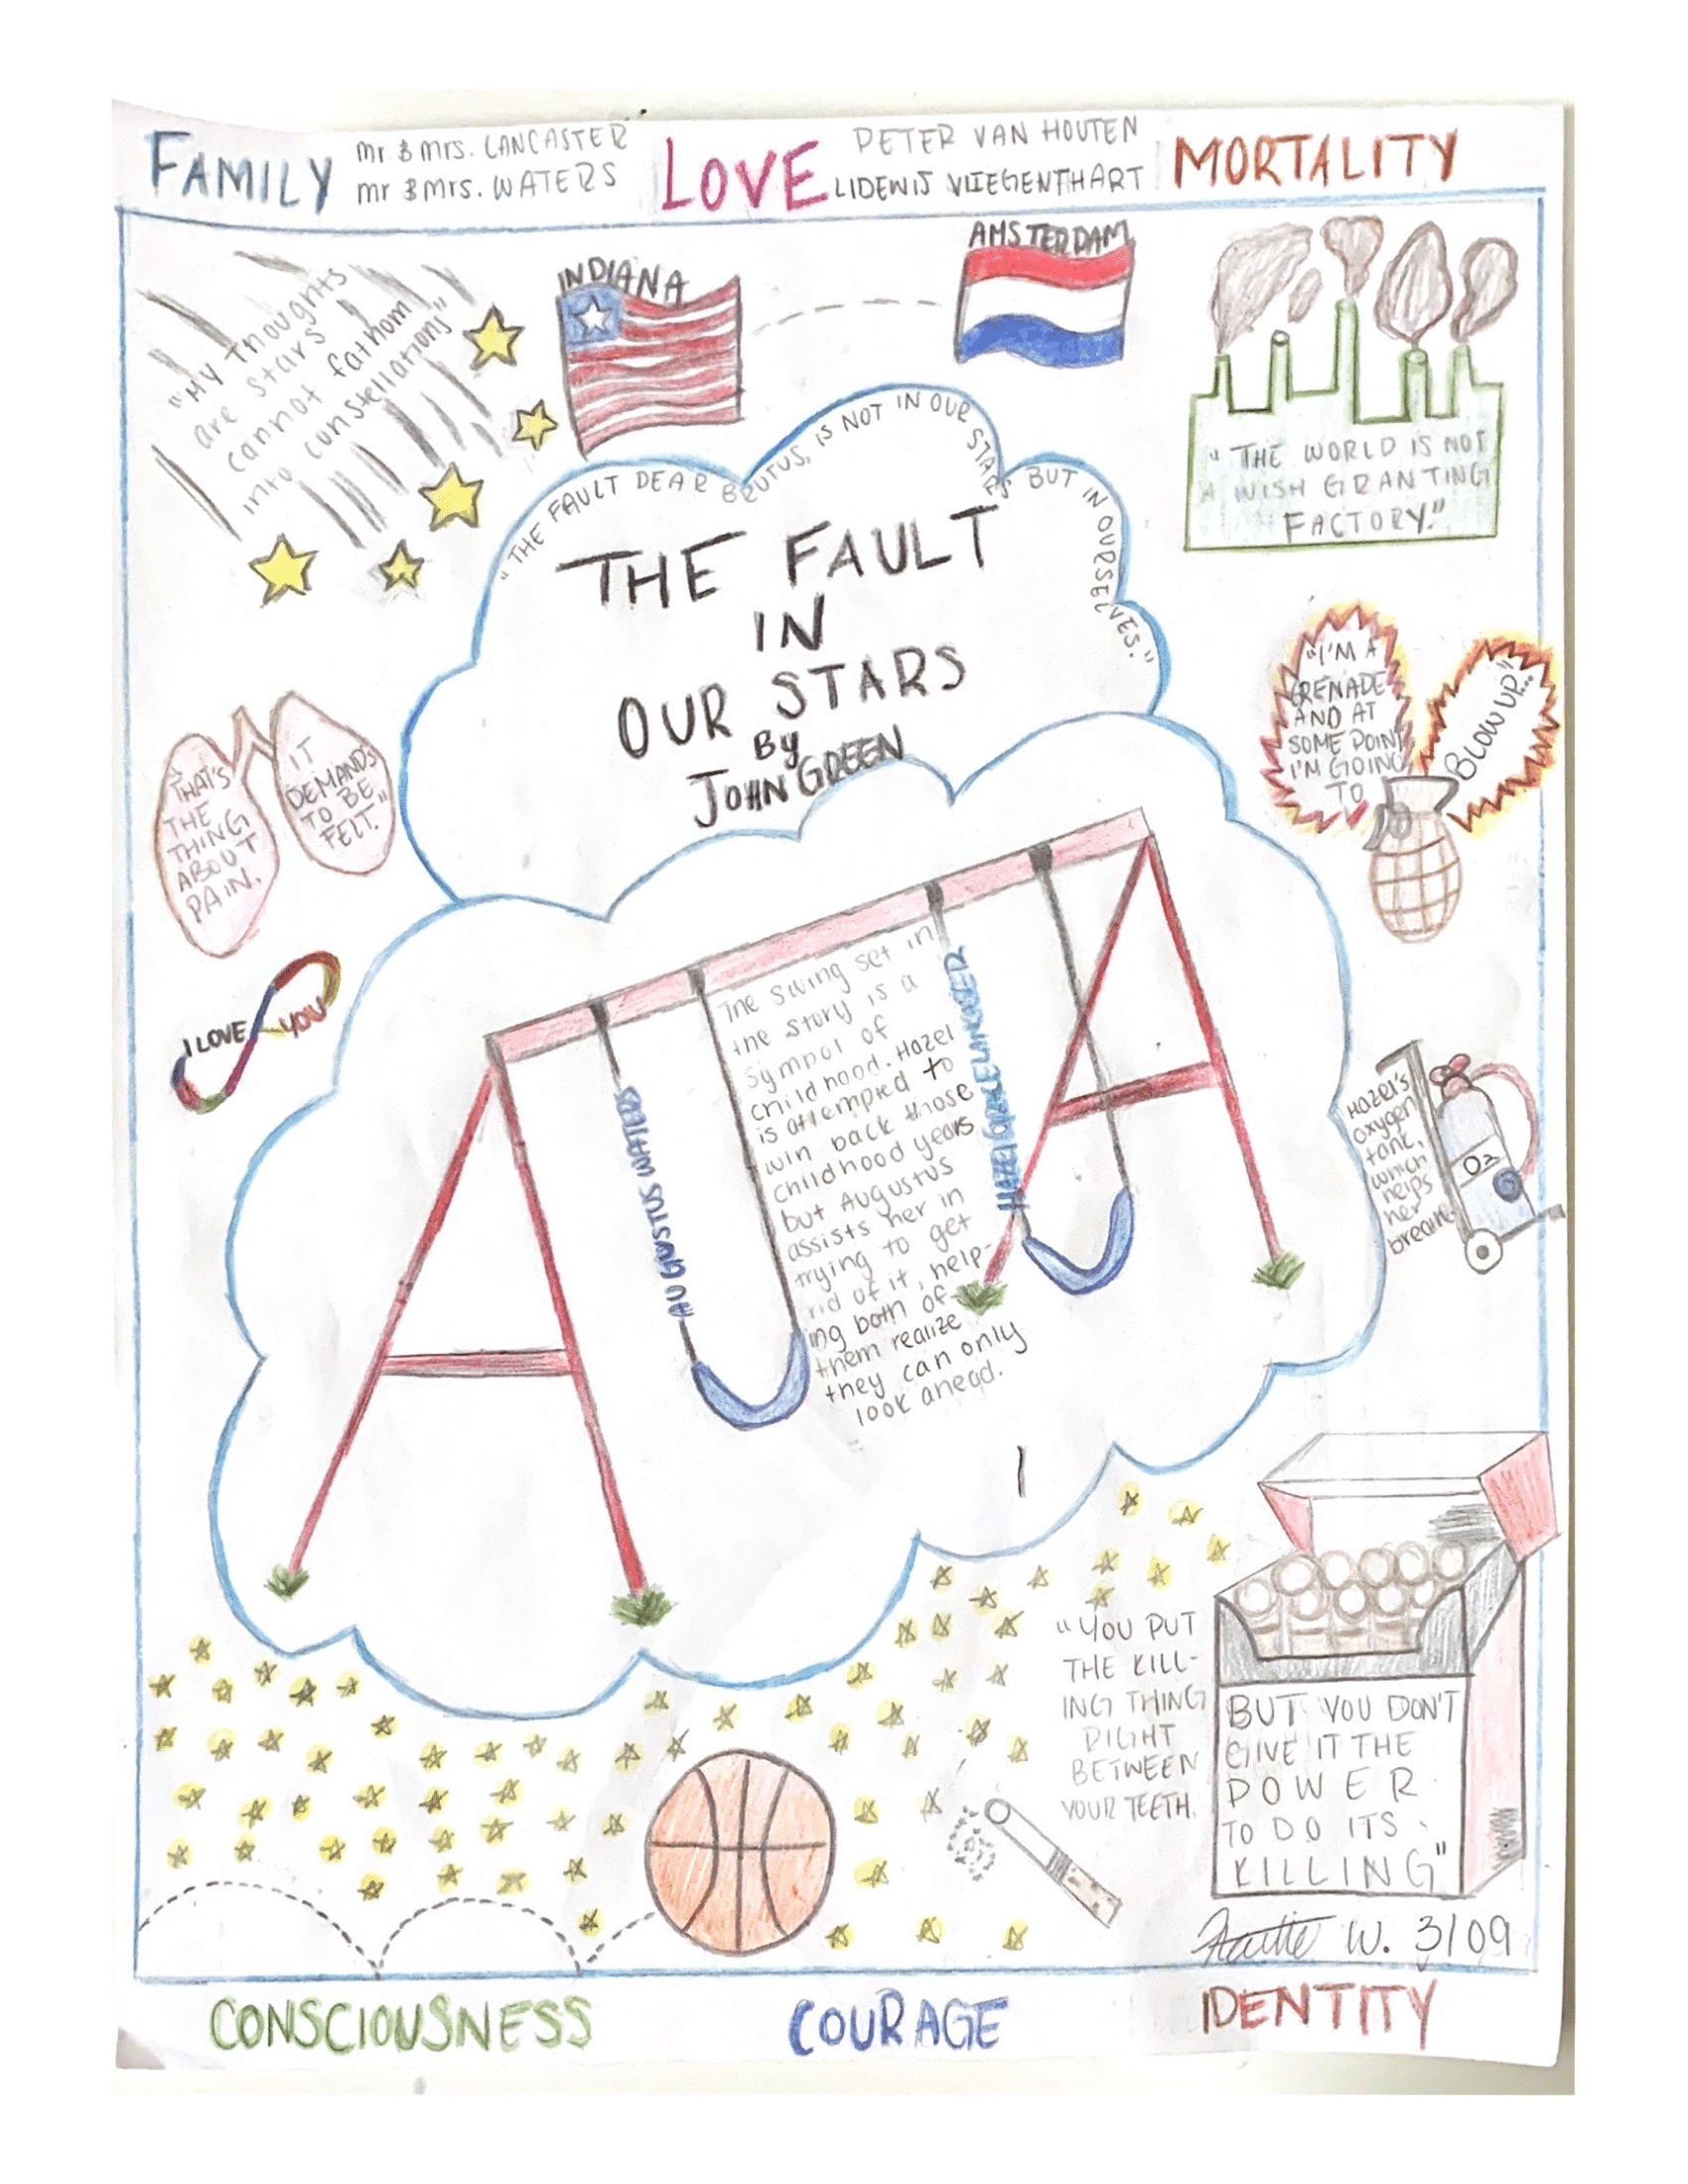 FAMILY
mr & mrs. LANCASTER
mr & mrs. WATERS
LOVE
PETER VAN HOUTEN
LIDEWIJ VLIEGENTHART
MORTALITY
"My thoughts
are stars
cannot fathom
into constellations"
INDIANA
AMSTERDAM
"THE WORLD IS NOT
A WISH GRANTING
FACTORY."
"THE FAULT DEAR BRUTUS, IS NOT IN OUR STARS BUT IN OURSELVES."
THE FAULT
IN
OUR STARS
By
JOHN GREEN
"I'M A
GRENADE
AND AT
SOME POINT
I'M GOING
TO
BLOW UP..."
"THAT'S
THE
THING
ABOUT
PAIN,
IT
DEMANDS
TO BE
FELT."
I LOVE YOU
AUGUSTUS WATERS
The swing set in
the story is a
symbol of
childhood. Hazel
is attempted to
win back those
childhood years
but Augustus
assists her in
trying to get
rid of it, help-
ing both of
them realize
they can only
look ahead.
HAZEL GRACE LANCASTER
Hazel's
oxygen
tank,
which
helps
her
breathe
O2
"YOU PUT
THE KILL-
ING THING
RIGHT
BETWEEN
YOUR TEETH.
BUT YOU DON'T
GIVE IT THE
POWER
TO DO ITS
KILLING"
W. 3/09
CONSCIOUSNESS
COURAGE
IDENTITY